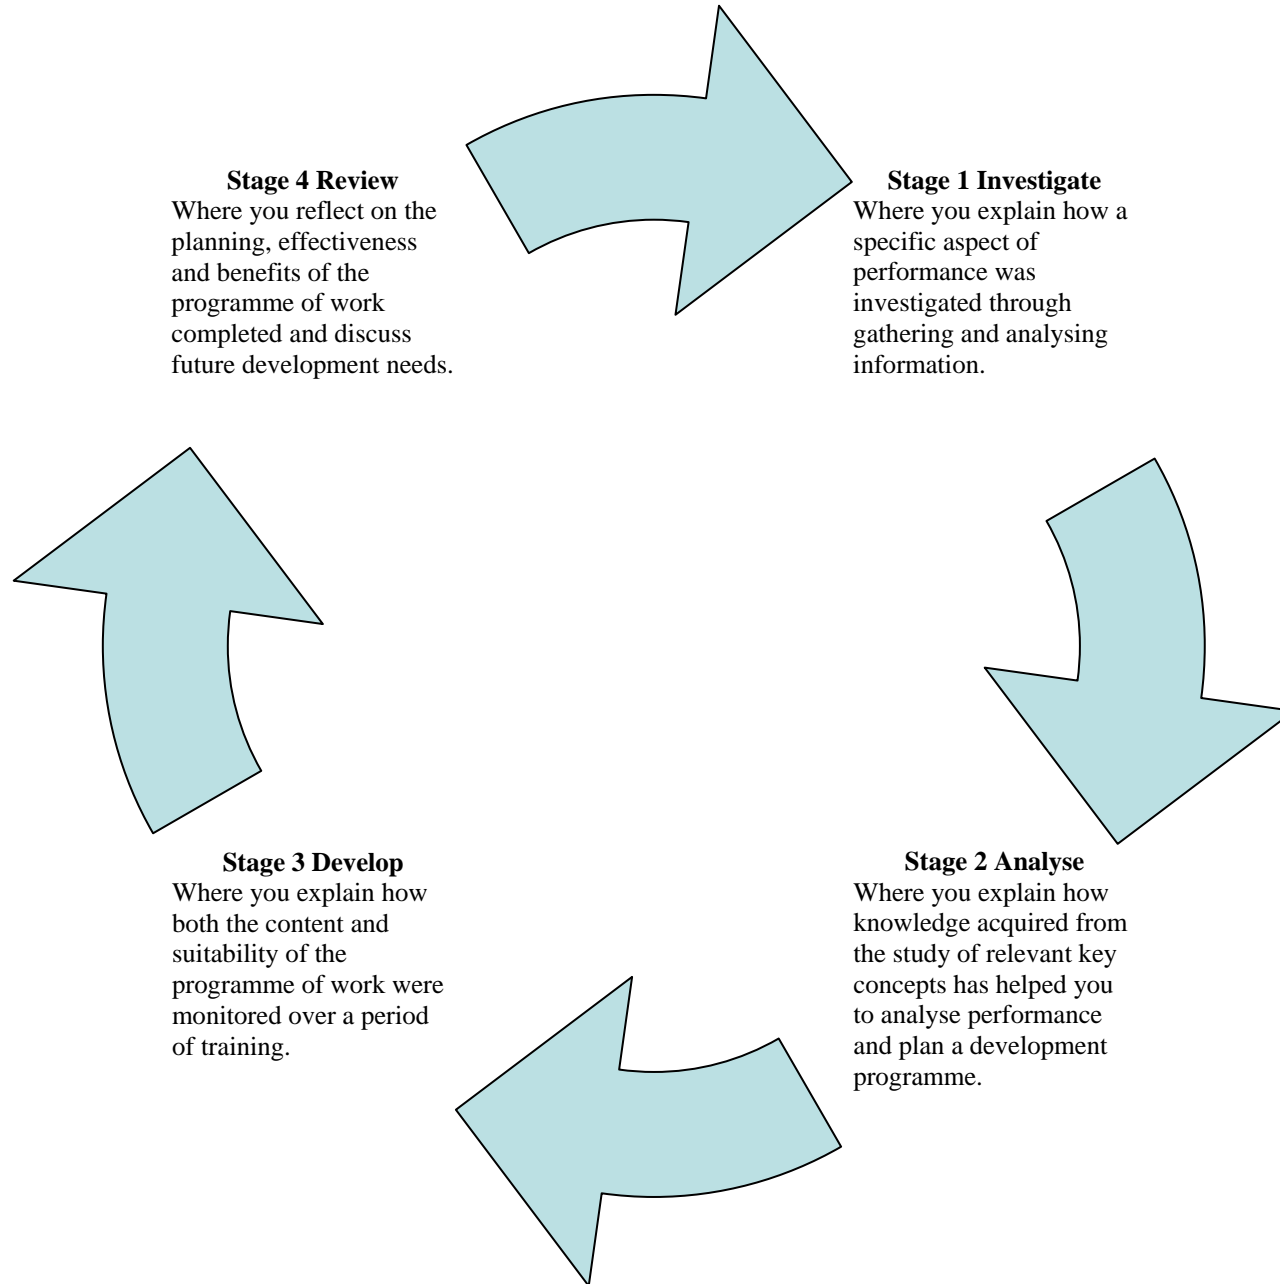 Stage 4 Review
Where you reflect on the
planning, effectiveness
and benefits of the
programme of work
completed and discuss
future development needs.
Stage 1 Investigate
Where you explain how a
specific aspect of
performance was
investigated through
gathering and analysing
information.
Stage 3 Develop
Where you explain how
both the content and
suitability of the
programme of work were
monitored over a period
of training.
Stage 2 Analyse
Where you explain how
knowledge acquired from
the study of relevant key
concepts has helped you
to analyse performance
and plan a development
programme.